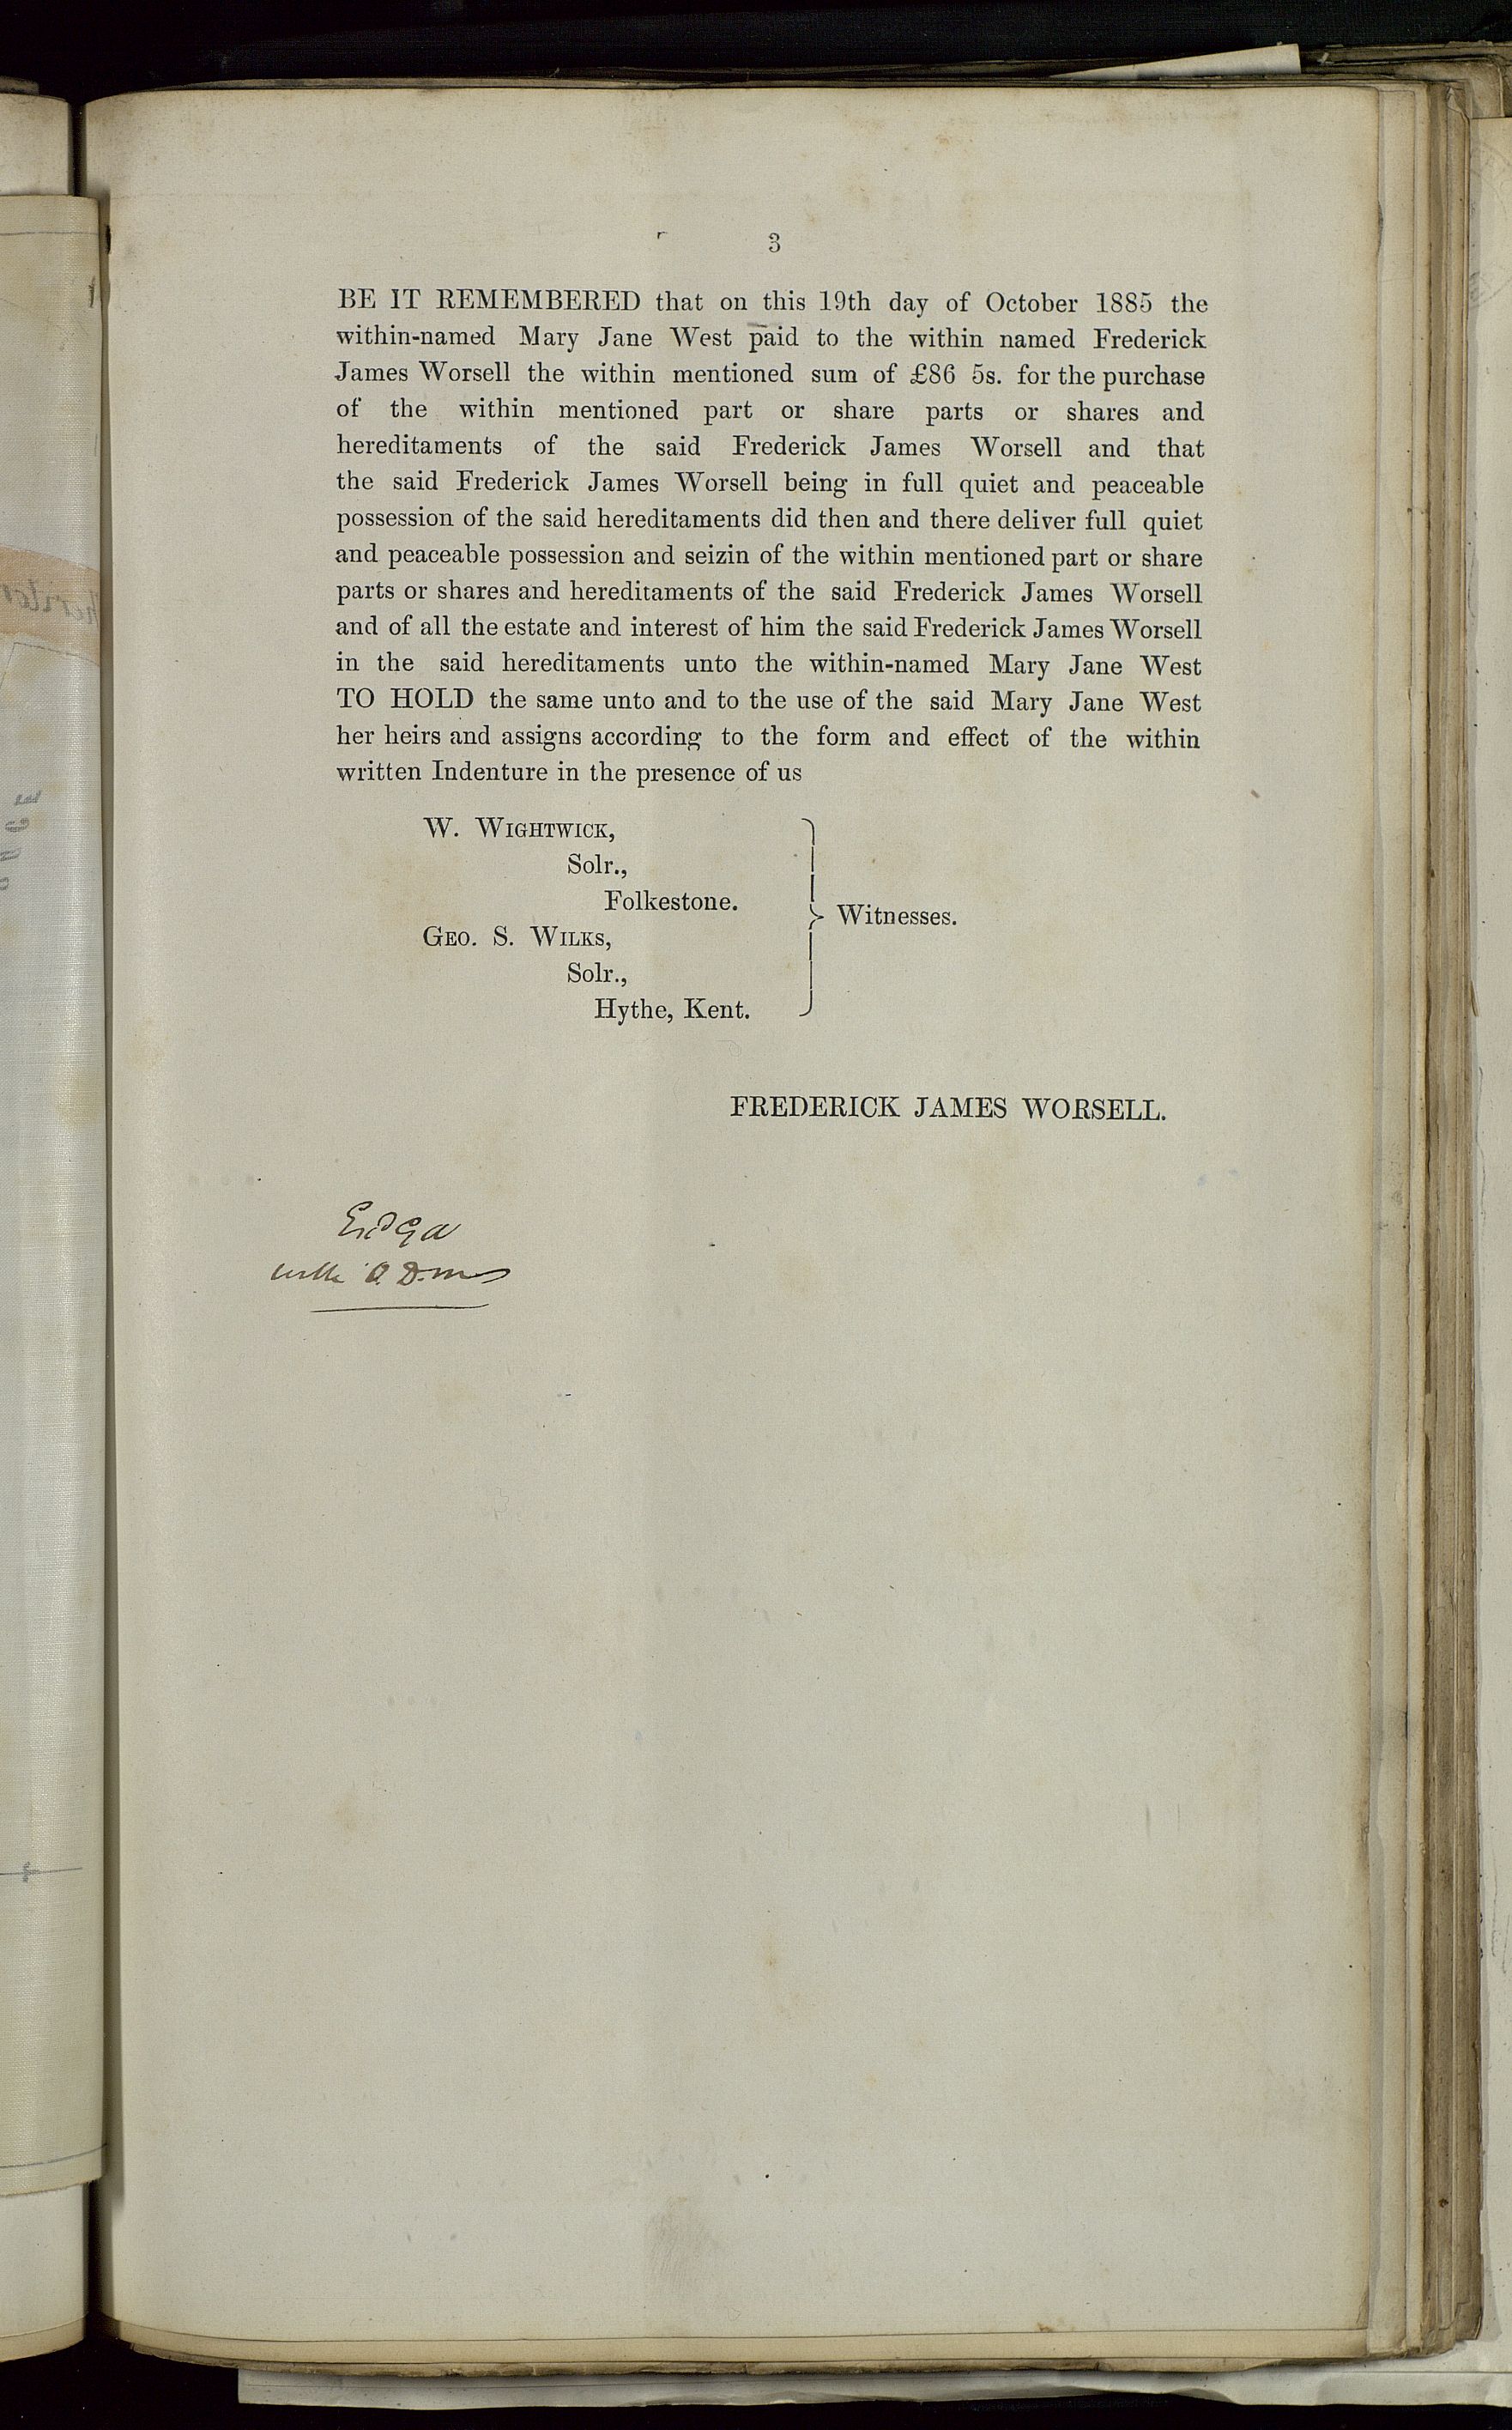 3
BE IT REMEMBERED that on this 19th day of October 1885 the
within-named Mary Jane West paid to the within named Frederick
James Worsell the within mentioned sum of £86 5s. for the purchase
of the within mentioned part or share parts or shares and
hereditaments of the said Frederick James Worsell and that
the said Frederick James Worsell being in full quiet and peaceable
possession of the said hereditaments did then and there deliver full quiet
and peaceable possession and seizin of the within mentioned part or share
parts or shares and hereditaments of the said Frederick James Worsell
and of all the estate and interest of him the said Frederick James Worsell
in the said hereditaments unto the within-named Mary Jane West
TO HOLD the same unto and to the use of the said Mary Jane West
her heirs and assigns according to the form and effect of the within
written Indenture in the presence of us
W. WIGHTWICK,
Solr.,
Folkestone.
Witnesses.
GEO. S. WILKS,
Solr.,
Hythe, Kent.
FREDERICK JAMES WORSELL.